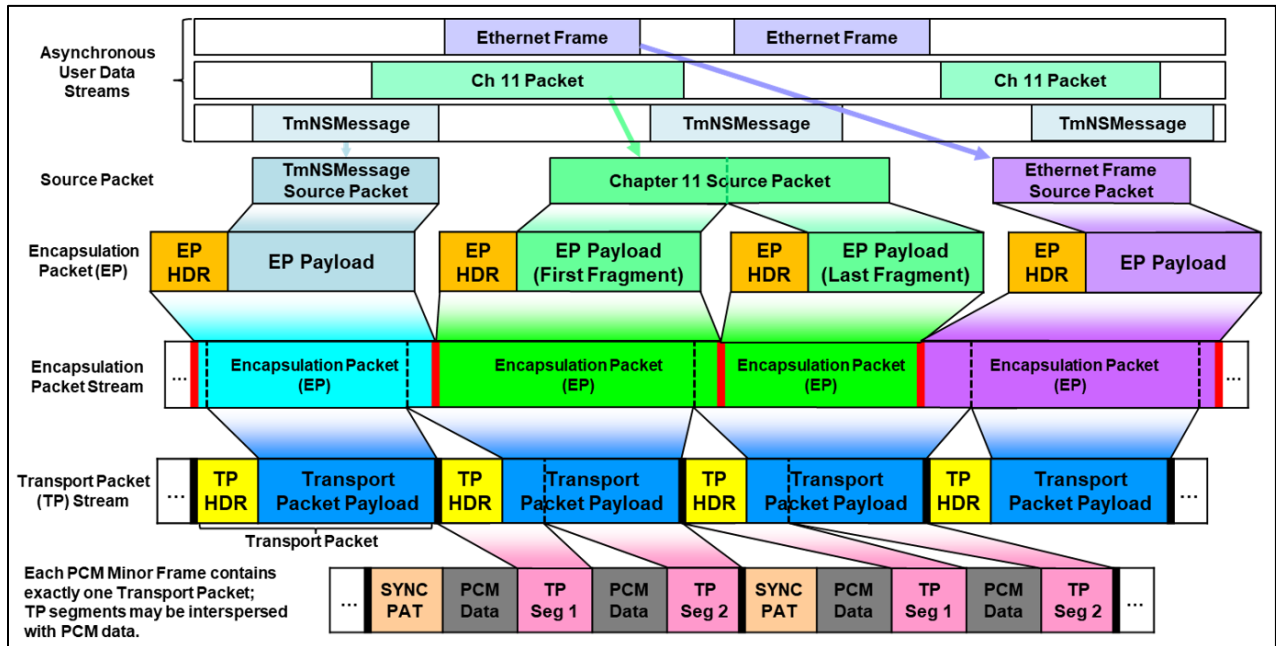 Asynchronous
User Data
Streams
Ethernet Frame
Ethernet Frame
Ch 11 Packet
Ch 11 Packet
TmNSMessage
TmNSMessage
TmNSMessage
Source Packet
TmNSMessage
Source Packet
Chapter 11 Source Packet
Ethernet Frame
Source Packet
Encapsulation
Packet (EP)
EP
HDR
EP Payload
EP
HDR
EP Payload
(First Fragment)
EP
HDR
EP Payload
(Last Fragment)
EP
HDR
EP Payload
Encapsulation
Packet Stream
...
Encapsulation Packet
(EP)
Encapsulation Packet
(EP)
Encapsulation Packet
(EP)
Encapsulation Packet
(EP)
...
Transport Packet
(TP) Stream
...
TP
HDR
Transport
Packet Payload
TP
HDR
Transport
Packet Payload
TP
HDR
Transport
Packet Payload
TP
HDR
Transport
Packet Payload
...
Transport Packet
Each PCM Minor Frame contains
exactly one Transport Packet;
TP segments may be interspersed
with PCM data.
...
SYNC
PAT
PCM
Data
TP
Seg 1
PCM
Data
TP
Seg 2
SYNC
PAT
PCM
Data
TP
Seg 1
PCM
Data
TP
Seg 2
...